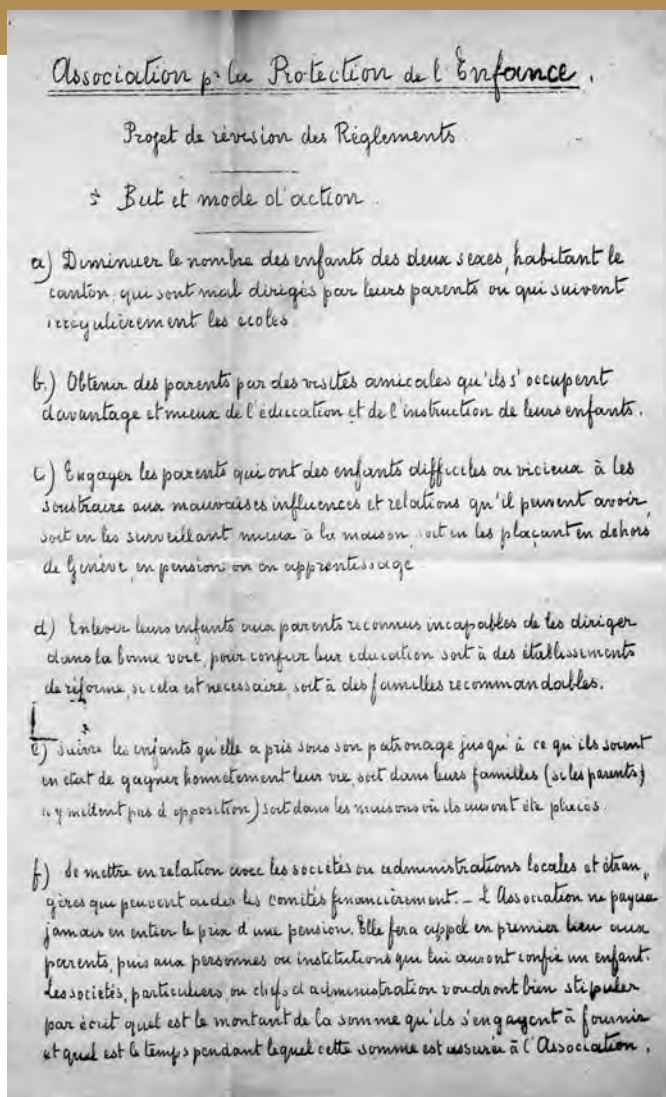 Association pr la Protection de l'Enfance.
Projet de révision des Réglements
But et mode d'action.
a) Diminuer le nombre des enfants des deux sexes, habitant le
canton, qui sont mal dirigés par leurs parents ou qui suivent
irrégulièrement les écoles.
b.) Obtenir des parents par des visites amicales qu'ils s'occupent
davantage et mieux de l'éducation et de l'instruction de leurs enfants.
c) Engager les parents qui ont des enfants difficiles ou vicieux à les
soustraire aux mauvaises influences et relations qu'il peuvent avoir,
soit en les surveillant mieux à la maison, soit en les plaçant en dehors
de Genève, en pension ou en apprentissage
d) Enlever leurs enfants aux parents reconnus incapables de les diriger
dans la bonne voie, pour confier leur education soit à des établissements
de réforme, si cela est nécessaire, soit à des familles recommandables.
e) Suivre les enfants qu'elle a pris sous son patronage jusqu'à ce qu'ils soient
en état de gagner honnêtement leur vie, soit dans leurs familles (si les parents)
n'y mettent pas d'opposition) soit dans les maisons où ils auront été placés.
f) Se mettre en relation avec les sociétés ou administrations locales et étran,
gères que peuvent aider les comités financièrement. - L'Association ne payera
jamais en entier le prix d'une pension. Elle fera appel en premier lieu aux
parents, puis aux personnes ou institutions qui lui auront confié un enfant.
Les sociétés, particuliers, ou chefs d'administration voudront bien stipuler
par écrit quel est le montant de la somme qu'ils s'engagent à fournir
et quel est le temps pendant lequel cette somme est assurée à l'Association.